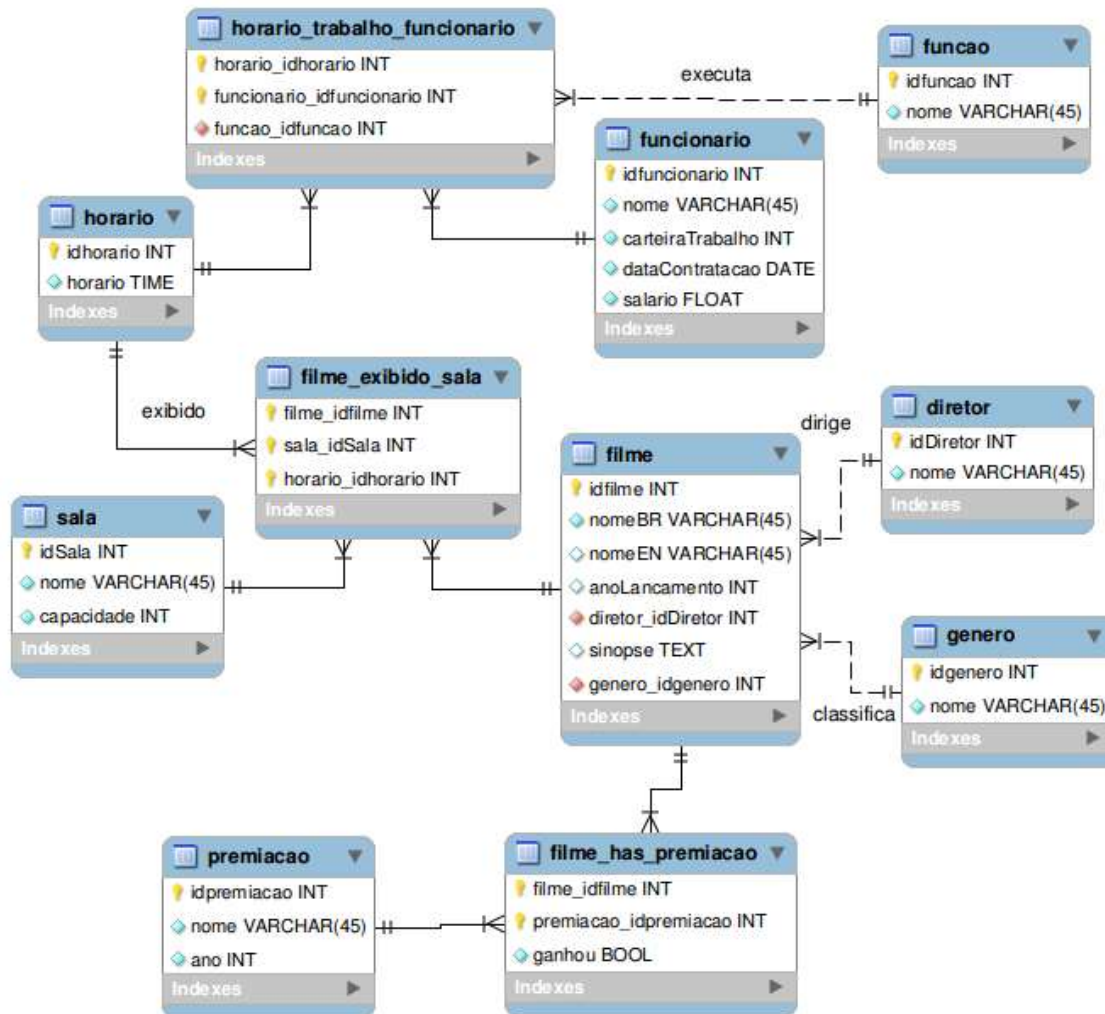 horario_trabalho_funcionario
horario_idhorario INT
funcionario_idfuncionario INT
funcao_idfuncao INT
Indexes
executa
funcao
idfuncao INT
nome VARCHAR(45)
Indexes
funcionario
idfuncionario INT
nome VARCHAR(45)
carteiraTrabalho INT
dataContratacao DATE
salario FLOAT
Indexes
horario
idhorario INT
horario TIME
Indexes
exibido
filme_exibido_sala
filme_idfilme INT
sala_idSala INT
horario_idhorario INT
Indexes
sala
idSala INT
nome VARCHAR(45)
capacidade INT
Indexes
filme
idfilme INT
nomeBR VARCHAR(45)
nomeEN VARCHAR(45)
anoLancamento INT
diretor_idDiretor INT
sinopse TEXT
genero_idgenero INT
Indexes
dirige
diretor
idDiretor INT
nome VARCHAR(45)
Indexes
classifica
genero
idgenero INT
nome VARCHAR(45)
Indexes
premiacao
idpremiacao INT
nome VARCHAR(45)
ano INT
Indexes
filme_has_premiacao
filme_idfilme INT
premiacao_idpremiacao INT
ganhou BOOL
Indexes